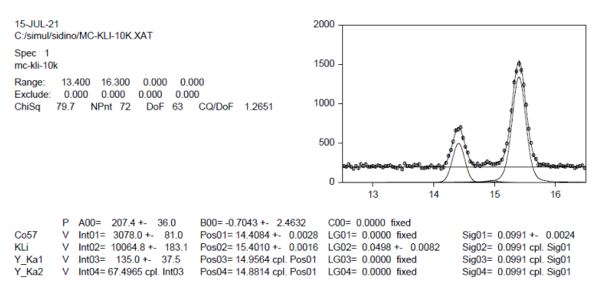 15-JUL-21
C:/simul/sidino/MC-KLI-10K.XAT
Spec 1
mc-kli-10k
Range: 13.400 16.300 0.000 0.000
Exclude: 0.000 0.000 0.000 0.000
ChiSq 79.7 NPnt 72 DoF 63 CQ/DoF 1.2651
2000
1500
1000
500
0
13 14 15 16
P A00= 207.4 +- 36.0 B00= -0.7043 +- 2.4632 C00= 0.0000 fixed
Co57 V Int01= 3078.0 +- 81.0 Pos01= 14.4084 +- 0.0028 LG01= 0.0000 fixed Sig01= 0.0991 +- 0.0024
KLi V Int02= 10064.8 +- 183.1 Pos02= 15.4010 +- 0.0016 LG02= 0.0498 +- 0.0082 Sig02= 0.0991 cpl. Sig01
Y_Ka1 V Int03= 135.0 +- 37.5 Pos03= 14.9564 cpl. Pos01 LG03= 0.0000 fixed Sig03= 0.0991 cpl. Sig01
Y_Ka2 V Int04= 67.4965 cpl. Int03 Pos04= 14.8814 cpl. Pos01 LG04= 0.0000 fixed Sig04= 0.0991 cpl. Sig01